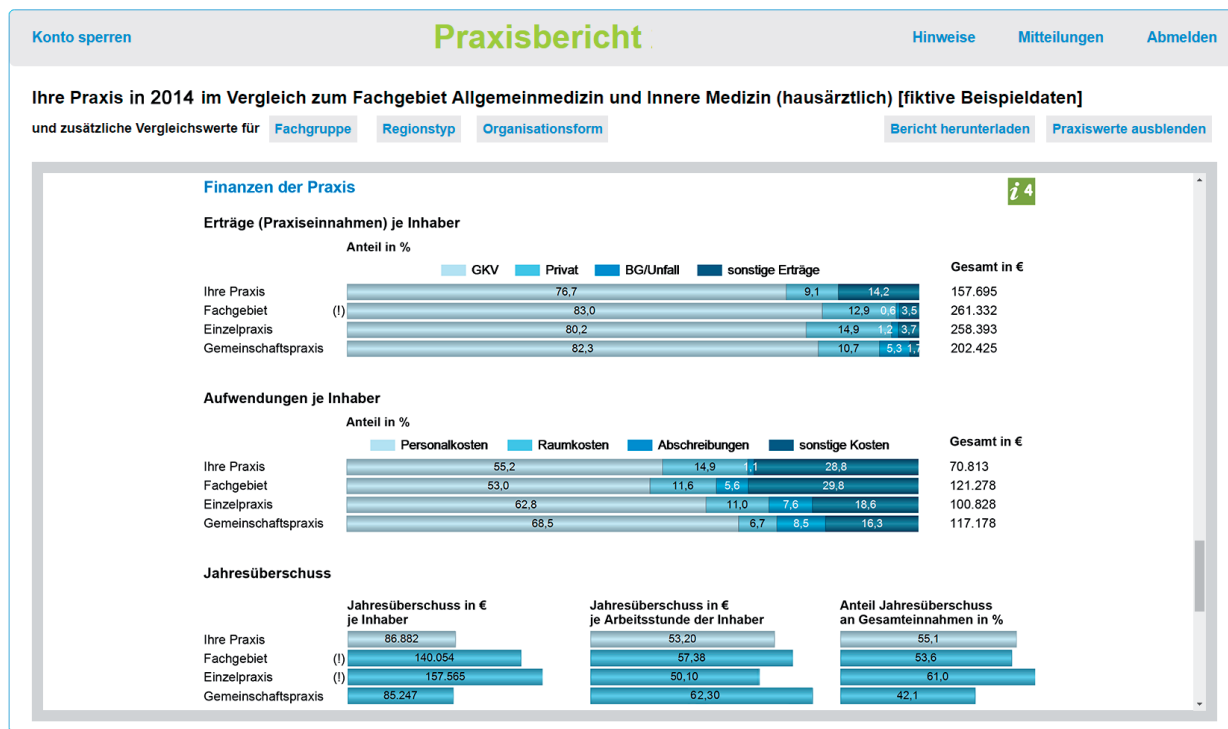 Konto sperren Praxisbericht Hinweise Mitteilungen Abmelden
Ihre Praxis in 2014 im Vergleich zum Fachgebiet Allgemeinmedizin und Innere Medizin (hausärztlich) [fiktive Beispieldaten]
und zusätzliche Vergleichswerte für Fachgruppe Regionstyp Organisationsform Bericht herunterladen Praxiswerte ausblenden
Finanzen der Praxis i 4
Erträge (Praxiseinnahmen) je Inhaber
Anteil in %
GKV Privat BG/Unfall sonstige Erträge Gesamt in €
Ihre Praxis 76,7 9,1 14,2 157.695
Fachgebiet (!) 83,0 12,9 0,6 3,5 261.332
Einzelpraxis 80,2 14,9 1,2 3,7 258.393
Gemeinschaftspraxis 82,3 10,7 5,3 1,7 202.425
Aufwendungen je Inhaber
Anteil in %
Personalkosten Raumkosten Abschreibungen sonstige Kosten Gesamt in €
Ihre Praxis 55,2 14,9 1,1 28,8 70.813
Fachgebiet 53,0 11,6 5,6 29,8 121.278
Einzelpraxis 62,8 11,0 7,6 18,6 100.828
Gemeinschaftspraxis 68,5 6,7 8,5 16,3 117.178
Jahresüberschuss
Jahresüberschuss in € Jahresüberschuss in € Anteil Jahresüberschuss
je Inhaber je Arbeitsstunde der Inhaber an Gesamteinnahmen in %
Ihre Praxis 86.882 53,20 55,1
Fachgebiet (!) 140.054 57,38 53,6
Einzelpraxis (!) 157.565 50,10 61,0
Gemeinschaftspraxis 85.247 62,30 42,1